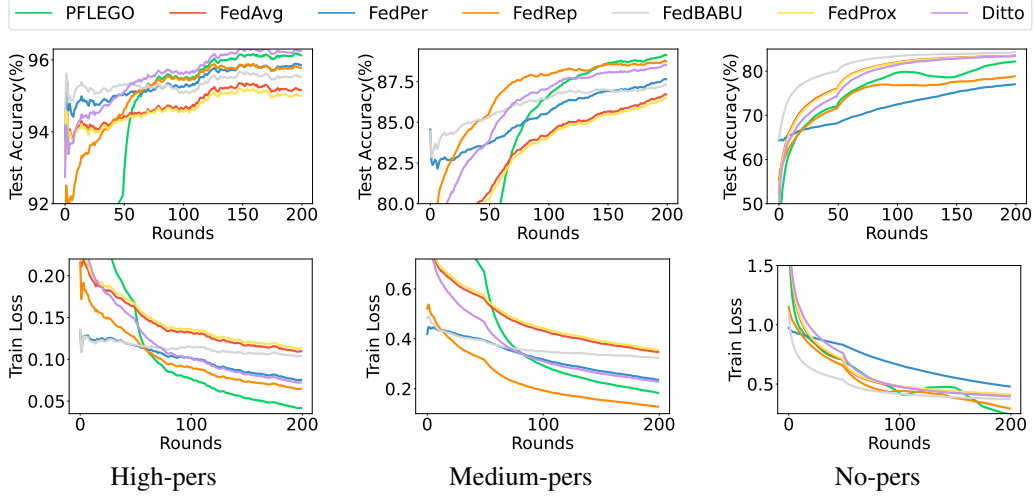 PFLEGO FedAvg FedPer FedRep FedBABU FedProx Ditto
Test Accuracy(%)
96
94
92
0 50 100 150 200
Rounds
Test Accuracy(%)
87.5
85.0
82.5
80.0
0 50 100 150 200
Rounds
Test Accuracy(%)
80
70
60
50
0 50 100 150 200
Rounds
Train Loss
0.20
0.15
0.10
0.05
0 100 200
Rounds
Train Loss
0.6
0.4
0.2
0 100 200
Rounds
Train Loss
1.5
1.0
0.5
0 100 200
Rounds
High-pers Medium-pers No-pers